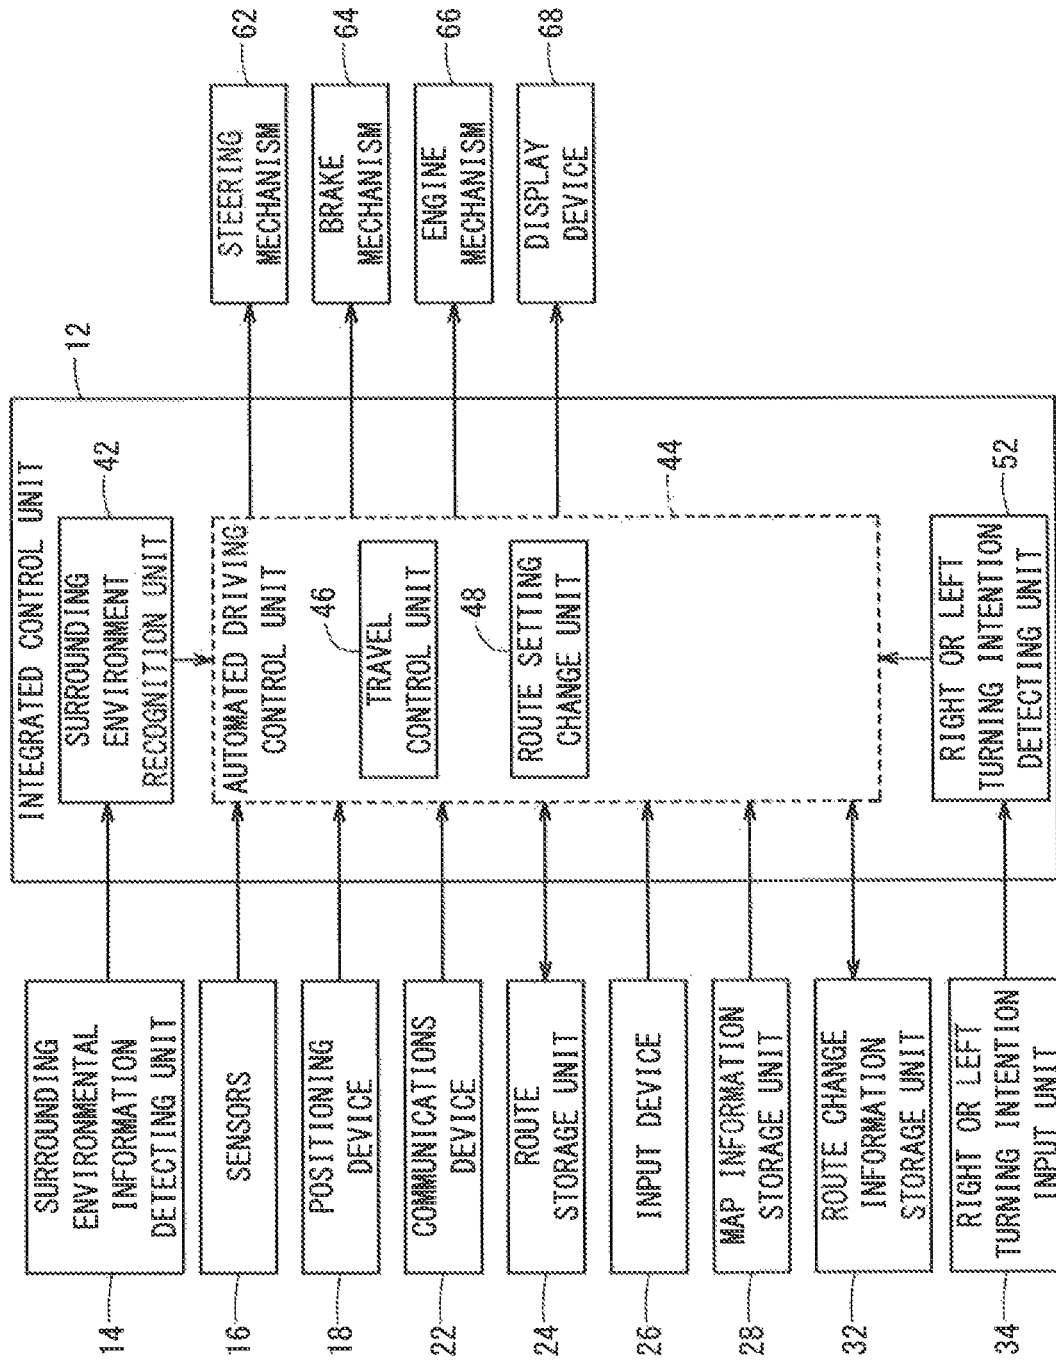 14
SURROUNDING
ENVIRONMENTAL
INFORMATION
DETECTING UNIT
16
SENSORS
18
POSITIONING
DEVICE
22
COMMUNICATIONS
DEVICE
24
ROUTE
STORAGE UNIT
26
INPUT DEVICE
28
MAP INFORMATION
STORAGE UNIT
32
ROUTE CHANGE
INFORMATION
STORAGE UNIT
34
RIGHT OR LEFT
TURNING INTENTION
INPUT UNIT
INTEGRATED CONTROL UNIT
12
SURROUNDING
ENVIRONMENT
RECOGNITION UNIT
42
AUTOMATED DRIVING
CONTROL UNIT
44
TRAVEL
CONTROL UNIT
46
ROUTE SETTING
CHANGE UNIT
48
RIGHT OR LEFT
TURNING INTENTION
DETECTING UNIT
52
STEERING
MECHANISM
62
BRAKE
MECHANISM
64
ENGINE
MECHANISM
66
DISPLAY
DEVICE
68